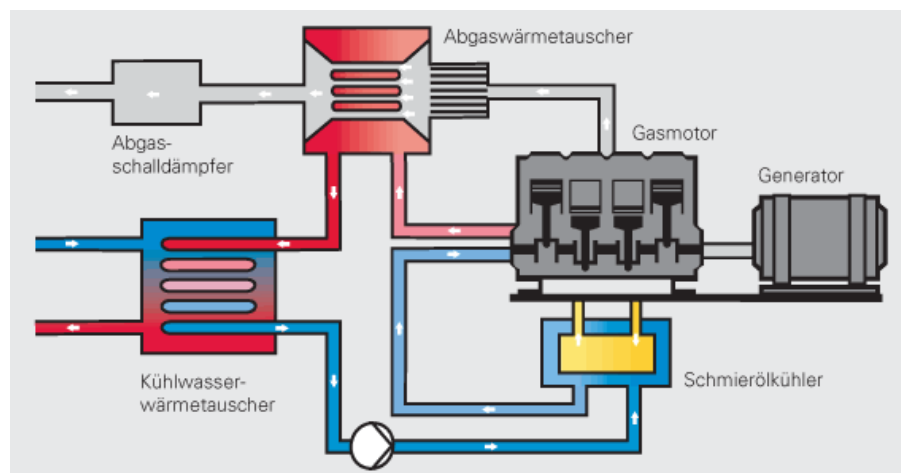 Abgaswärmetauscher
Gasmotor
Abgas-
schalldämpfer
Generator
Kühlwasser-
wärmetauscher
Schmierölkühler